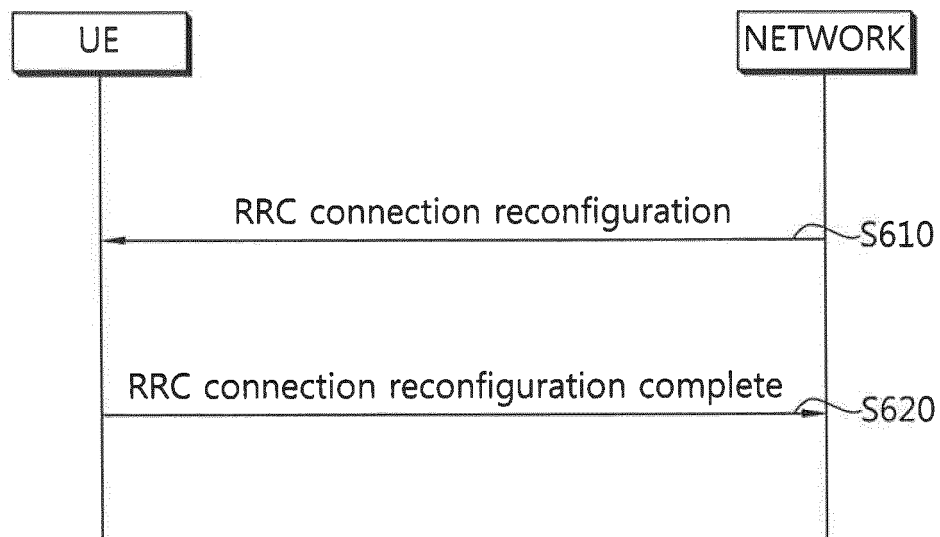 UE
NETWORK
RRC connection reconfiguration
S610
RRC connection reconfiguration complete
S620